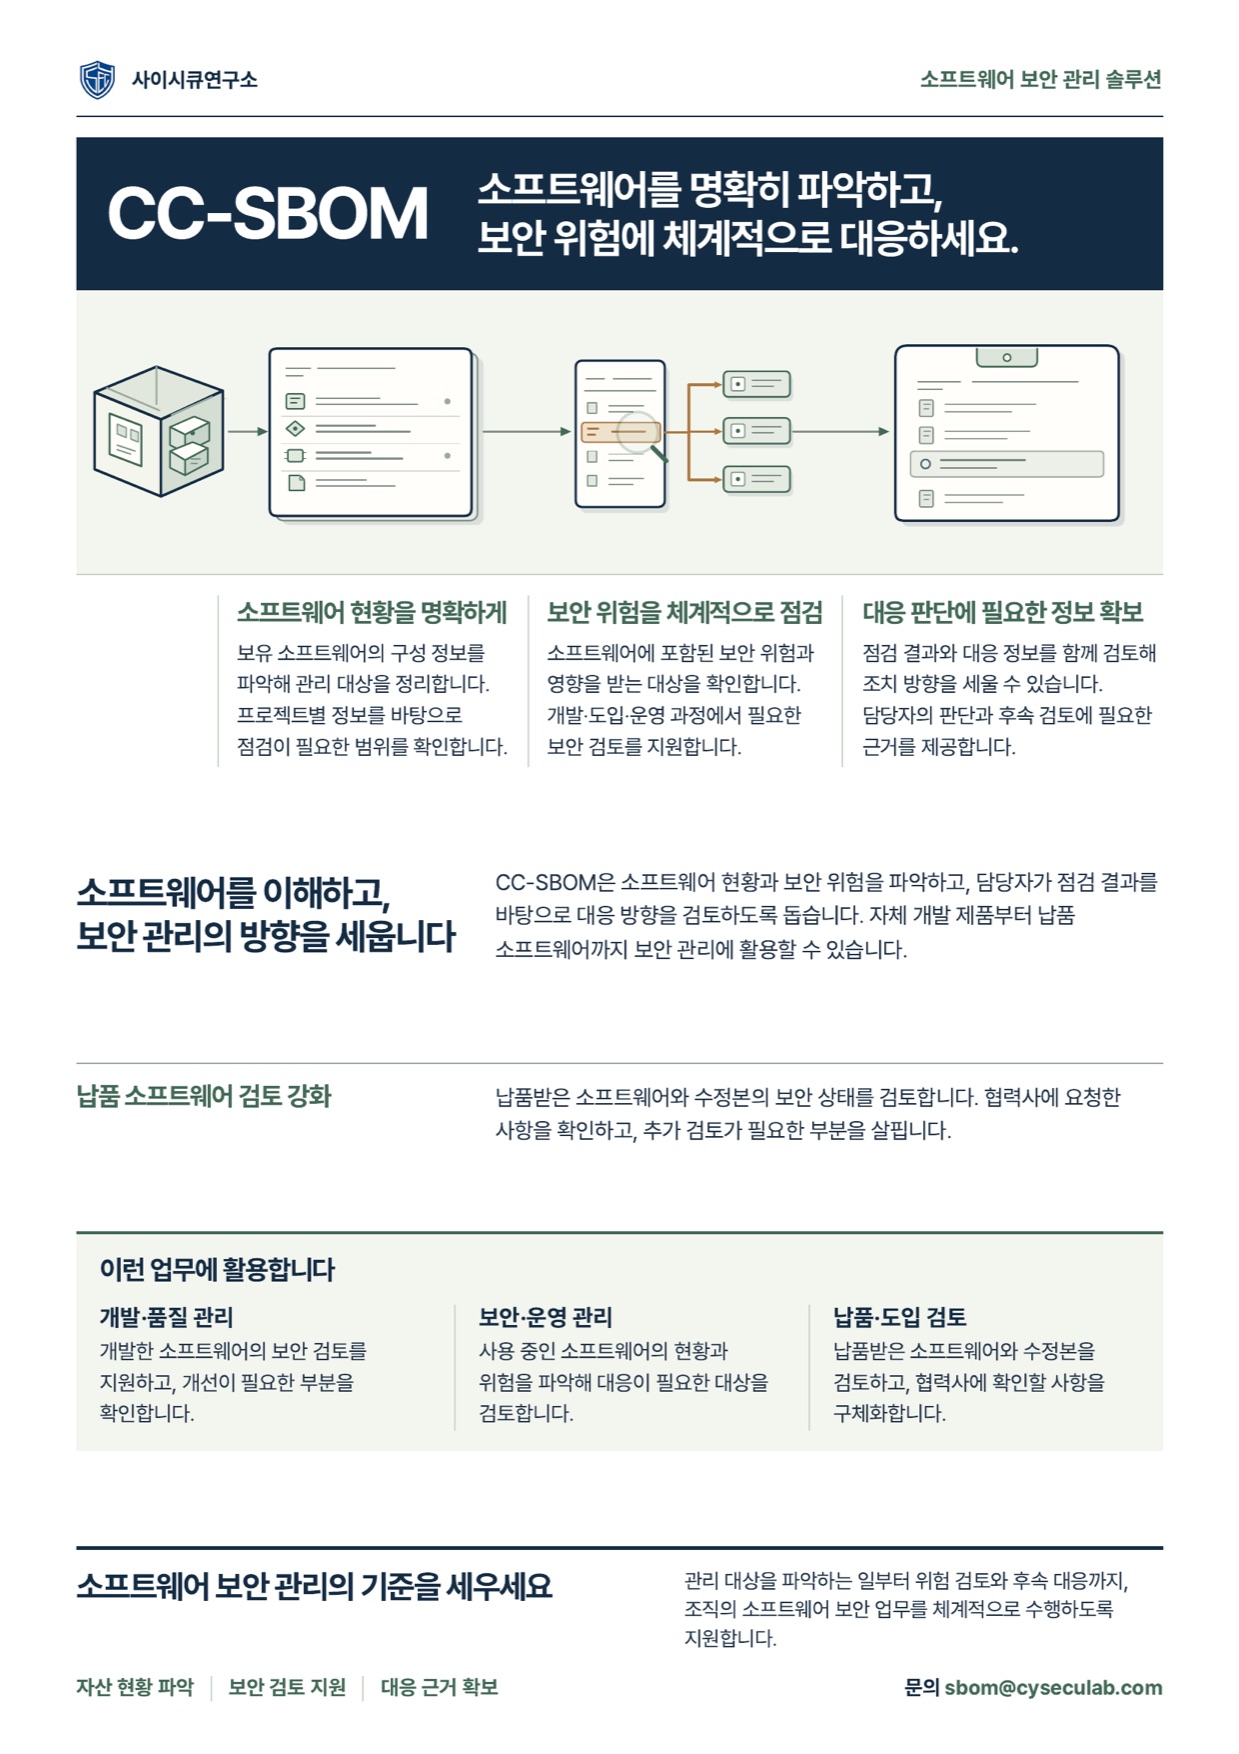 사이시큐연구소
소프트웨어 보안 관리 솔루션
CC-SBOM
소프트웨어를 명확히 파악하고,
보안 위험에 체계적으로 대응하세요.
소프트웨어 현황을 명확하게
보유 소프트웨어의 구성 정보를
파악해 관리 대상을 정리합니다.
프로젝트별 정보를 바탕으로
점검이 필요한 범위를 확인합니다.
보안 위험을 체계적으로 점검
소프트웨어에 포함된 보안 위험과
영향을 받는 대상을 확인합니다.
개발·도입·운영 과정에서 필요한
보안 검토를 지원합니다.
대응 판단에 필요한 정보 확보
점검 결과와 대응 정보를 함께 검토해
조치 방향을 세울 수 있습니다.
담당자의 판단과 후속 검토에 필요한
근거를 제공합니다.
소프트웨어를 이해하고,
보안 관리의 방향을 세웁니다
CC-SBOM은 소프트웨어 현황과 보안 위험을 파악하고, 담당자가 점검 결과를
바탕으로 대응 방향을 검토하도록 돕습니다. 자체 개발 제품부터 납품
소프트웨어까지 보안 관리에 활용할 수 있습니다.
납품 소프트웨어 검토 강화
납품받은 소프트웨어와 수정본의 보안 상태를 검토합니다. 협력사에 요청한
사항을 확인하고, 추가 검토가 필요한 부분을 살핍니다.
이런 업무에 활용합니다
개발·품질 관리
개발한 소프트웨어의 보안 검토를
지원하고, 개선이 필요한 부분을
확인합니다.
보안·운영 관리
사용 중인 소프트웨어의 현황과
위험을 파악해 대응이 필요한 대상을
검토합니다.
납품·도입 검토
납품받은 소프트웨어와 수정본을
검토하고, 협력사에 확인할 사항을
구체화합니다.
소프트웨어 보안 관리의 기준을 세우세요
관리 대상을 파악하는 일부터 위험 검토와 후속 대응까지,
조직의 소프트웨어 보안 업무를 체계적으로 수행하도록
지원합니다.
자산 현황 파악
보안 검토 지원
대응 근거 확보
문의 sbom@cyseculab.com